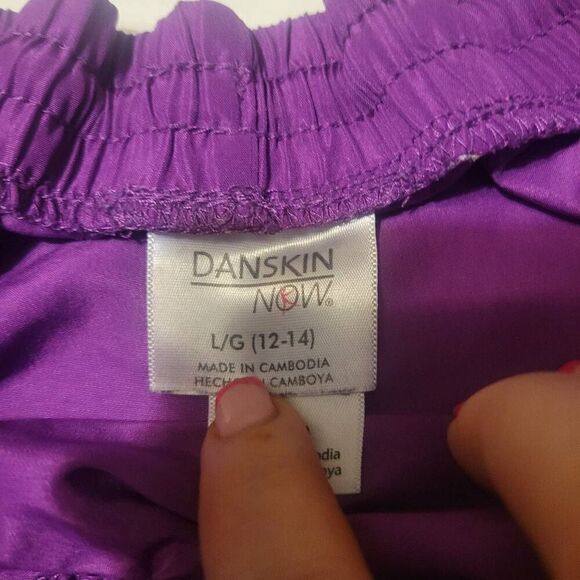 DANSKIN
NOW®
L/G (12-14)
MADE IN CAMBODIA
CAMBOYA